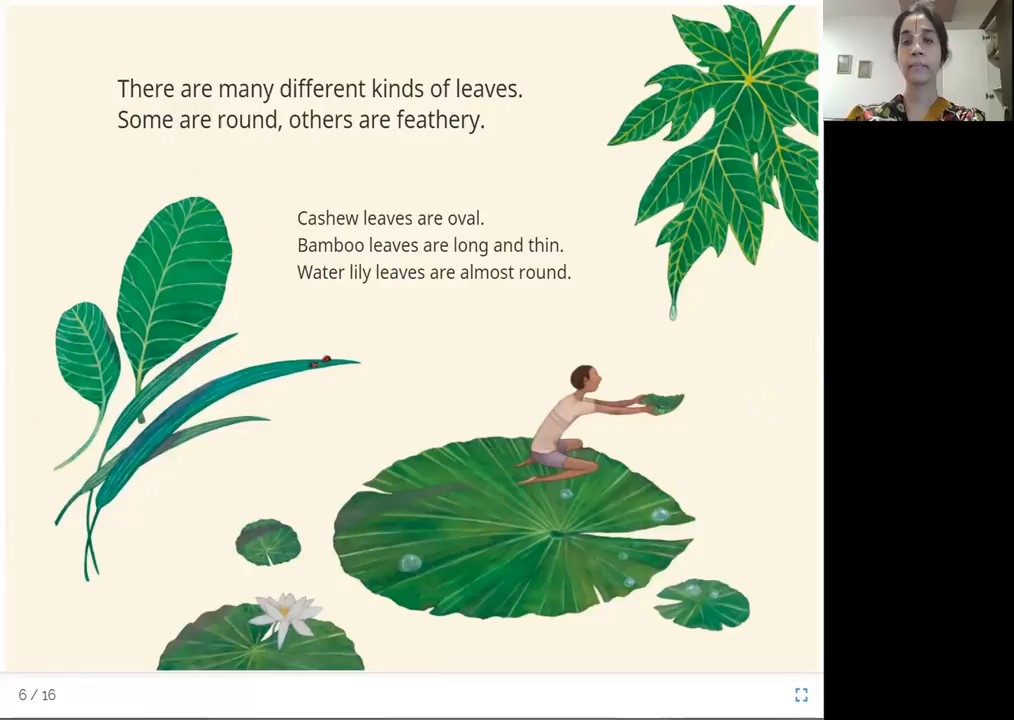 There are many different kinds of leaves.
Some are round, others are feathery.
Cashew leaves are oval.
Bamboo leaves are long and thin.
Water lily leaves are almost round.
6 / 16